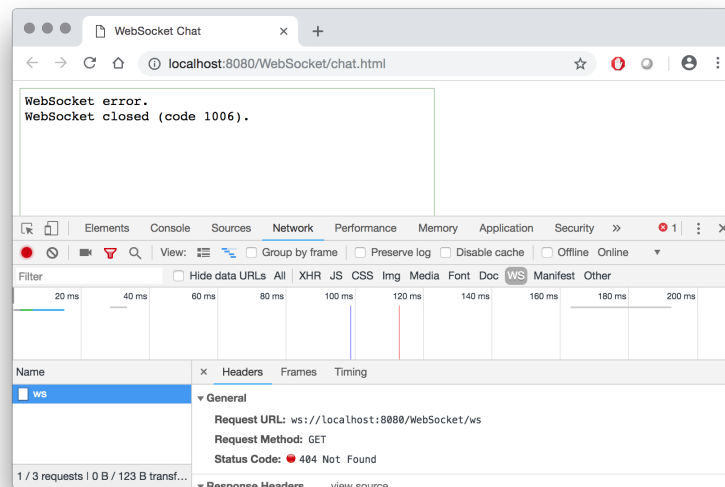 WebSocket Chat
localhost:8080/WebSocket/chat.html
WebSocket error.
WebSocket closed (code 1006).
Elements Console Sources Network Performance Memory Application Security » 1
View: Group by frame Preserve log Disable cache Offline Online
Filter Hide data URLs All XHR JS CSS Img Media Font Doc WS Manifest Other
20 ms 40 ms 60 ms 80 ms 100 ms 120 ms 140 ms 160 ms 180 ms 200 ms
Name × Headers Frames Timing
ws
General
Request URL: ws://localhost:8080/WebSocket/ws
Request Method: GET
Status Code: 404 Not Found
1 / 3 requests | 0 B / 123 B transf...
Response Headers view source